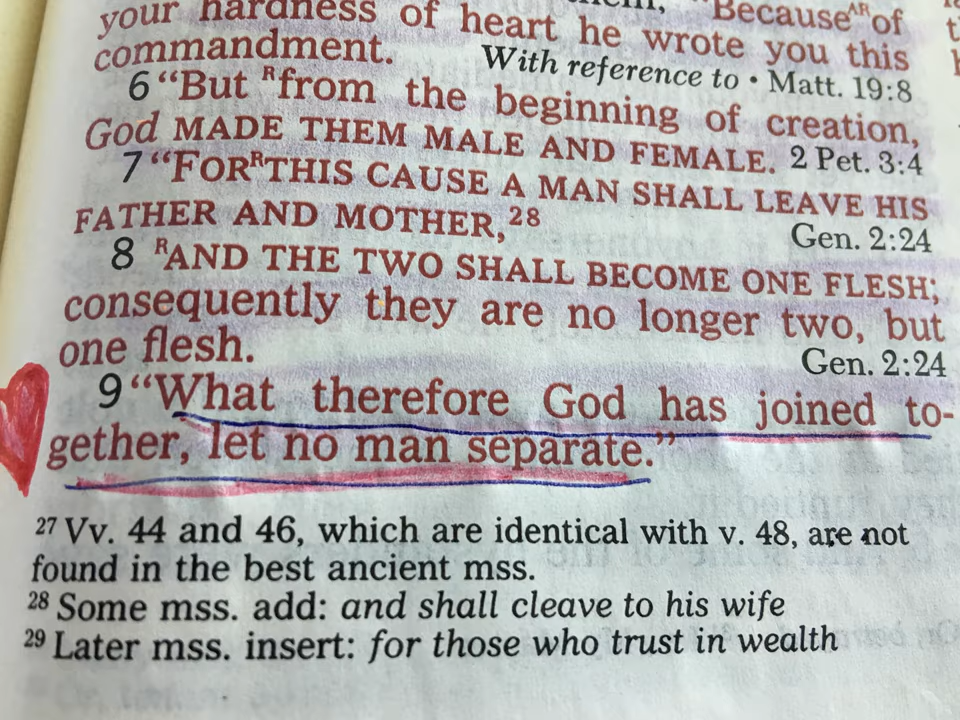 your hardness of heart he wrote you this
"Because ARof
commandment.
With reference to • Matt. 19:8
6 "But Rfrom the beginning of creation,
God MADE THEM MALE AND FEMALE. 2 Pet. 3:4
7 "FORRTHIS CAUSE A MAN SHALL LEAVE HIS
FATHER AND MOTHER,28
Gen. 2:24
8 RAND THE TWO SHALL BECOME ONE FLESH;
consequently they are no longer two, but
one flesh.
Gen. 2:24
9 "What therefore God has joined to-
gether, let no man separate."
27 Vv. 44 and 46, which are identical with v. 48, are not
found in the best ancient mss.
28 Some mss. add: and shall cleave to his wife
29 Later mss. insert: for those who trust in wealth